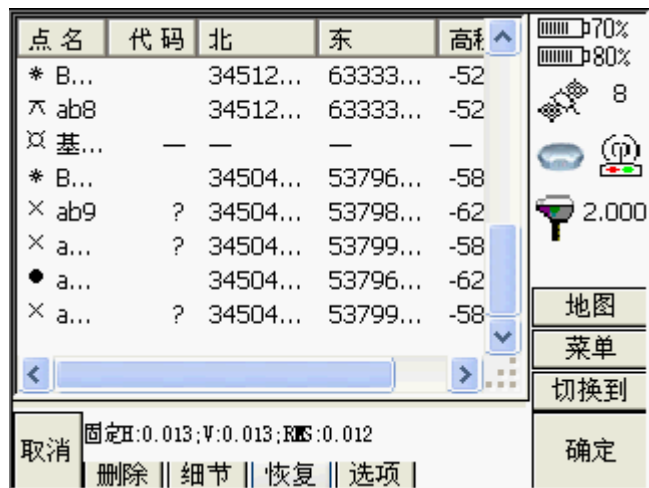 点名 代码 北 东 高程
* B... 34512... 63333... -52
ab8 34512... 63333... -52
基... — — — —
* B... 34504... 53796... -58
× ab9 ? 34504... 53798... -62
× a... ? 34504... 53799... -58
● a... 34504... 53796... -62
× a... ? 34504... 53799... -58
70%
80%
8
2.000
地图
菜单
切换到
取消
固定H:0.013;V:0.013;RMS:0.012
删除 细节 恢复 选项
确定